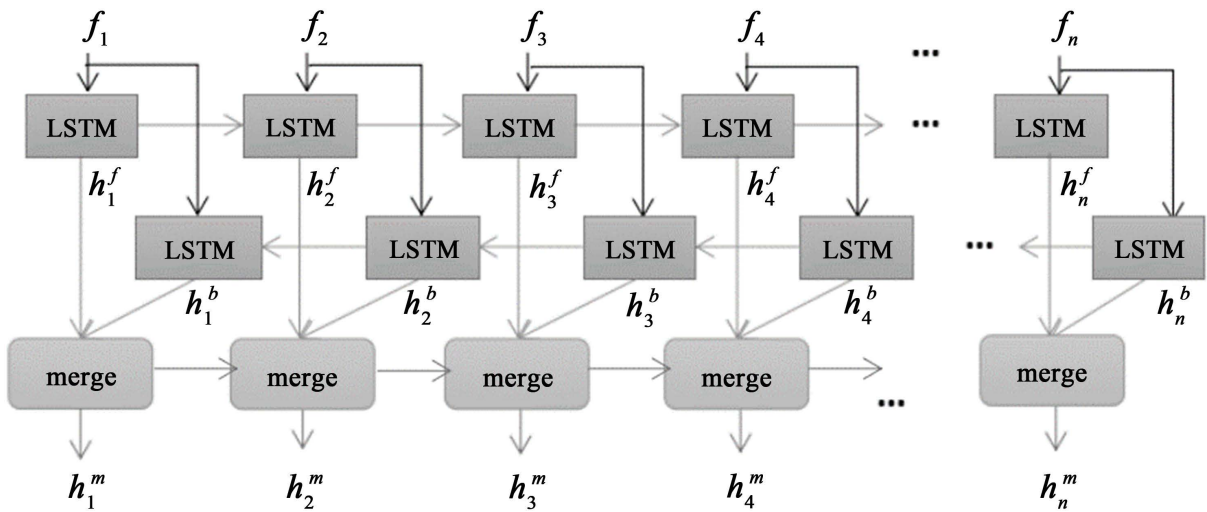 f₁ f₂ f₃ f₄ ... fₙ
LSTM LSTM LSTM LSTM ... LSTM
h₁ᶠ h₂ᶠ h₃ᶠ h₄ᶠ hₙᶠ
LSTM LSTM LSTM LSTM ... LSTM
h₁ᵇ h₂ᵇ h₃ᵇ h₄ᵇ hₙᵇ
merge merge merge merge ... merge
h₁ᵐ h₂ᵐ h₃ᵐ h₄ᵐ hₙᵐ